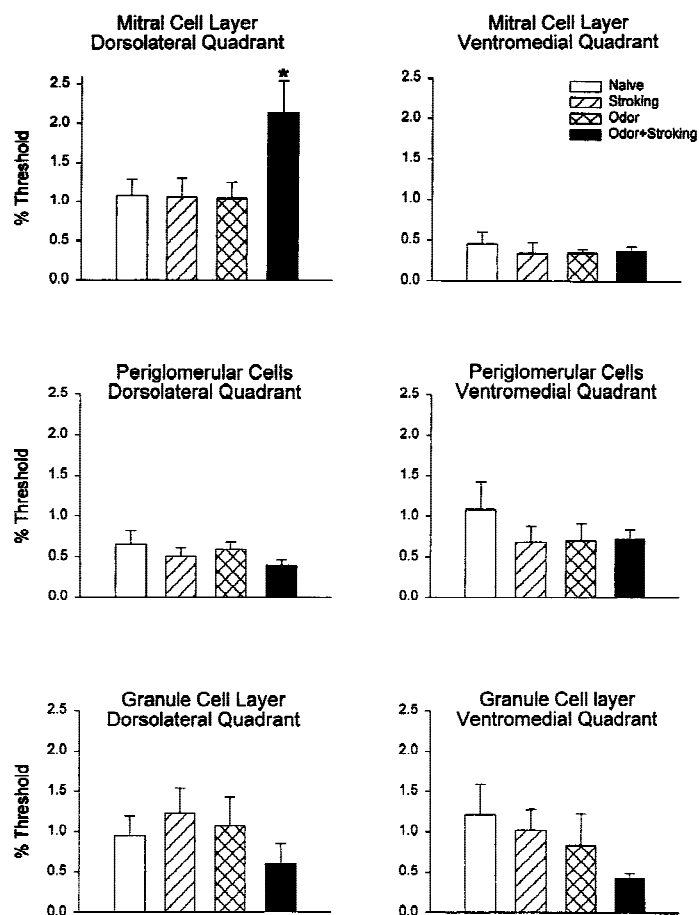 Mitral Cell Layer
Dorsolateral Quadrant
2.5
2.0
1.5
1.0
0.5
0.0
% Threshold
*
Mitral Cell Layer
Ventromedial Quadrant
2.5
2.0
1.5
1.0
0.5
0.0
Naive
Stroking
Odor
Odor+Stroking
Periglomerular Cells
Dorsolateral Quadrant
2.5
2.0
1.5
1.0
0.5
0.0
% Threshold
Periglomerular Cells
Ventromedial Quadrant
2.5
2.0
1.5
1.0
0.5
0.0
Granule Cell Layer
Dorsolateral Quadrant
2.5
2.0
1.5
1.0
0.5
0.0
% Threshold
Granule Cell layer
Ventromedial Quadrant
2.5
2.0
1.5
1.0
0.5
0.0